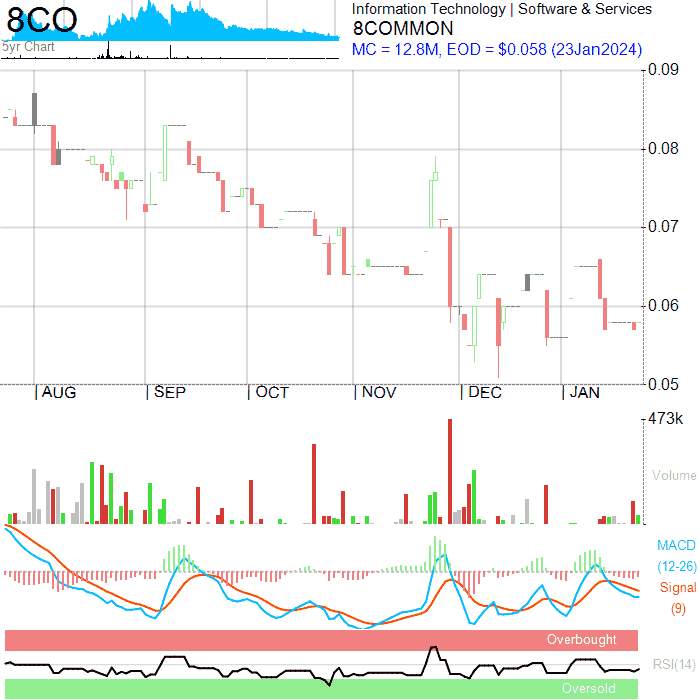 8CO
5yr Chart
Information Technology | Software & Services
8COMMON
MC = 12.8M, EOD = $0.058 (23Jan2024)
0.09
0.08
0.07
0.06
0.05
| AUG | SEP | OCT | NOV | DEC | JAN
473k
Volume
MACD
(12-26)
Signal
(9)
Overbought
RSI(14)
Oversold